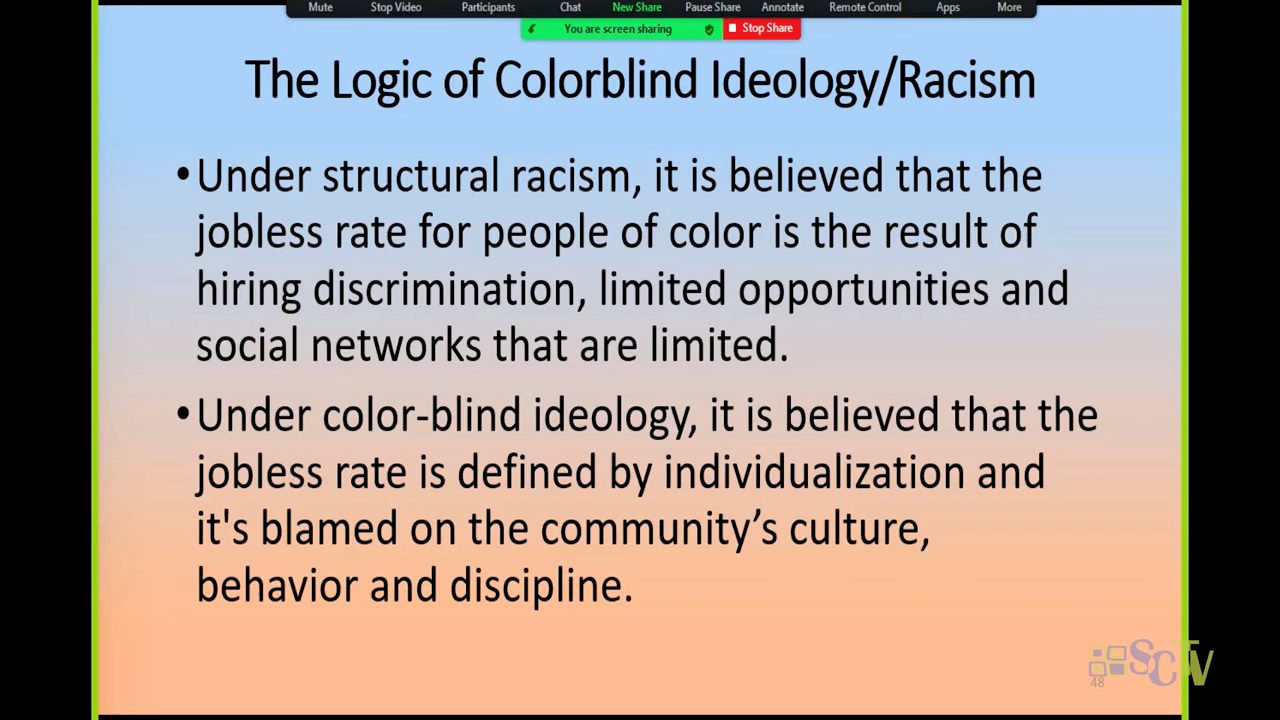 Mute Stop Video Participants Chat New Share Pause Share Annotate Remote Control Apps More
You are screen sharing Stop Share
The Logic of Colorblind Ideology/Racism
•Under structural racism, it is believed that the
jobless rate for people of color is the result of
hiring discrimination, limited opportunities and
social networks that are limited.
•Under color-blind ideology, it is believed that the
jobless rate is defined by individualization and
it's blamed on the community’s culture,
behavior and discipline.
SCTV
48